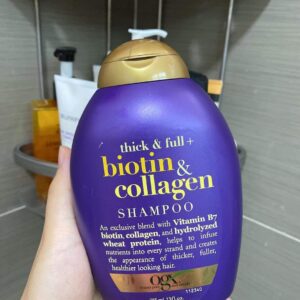 thick & full+
biotin &
collagen
SHAMPOO
An exclusive blend with Vitamin B7
biotin, collagen, and hydrolyzed
wheat protein, helps to infuse
nutrients into every strand and creates
the appearance of thicker, fuller,
healthier looking hair.
ogx